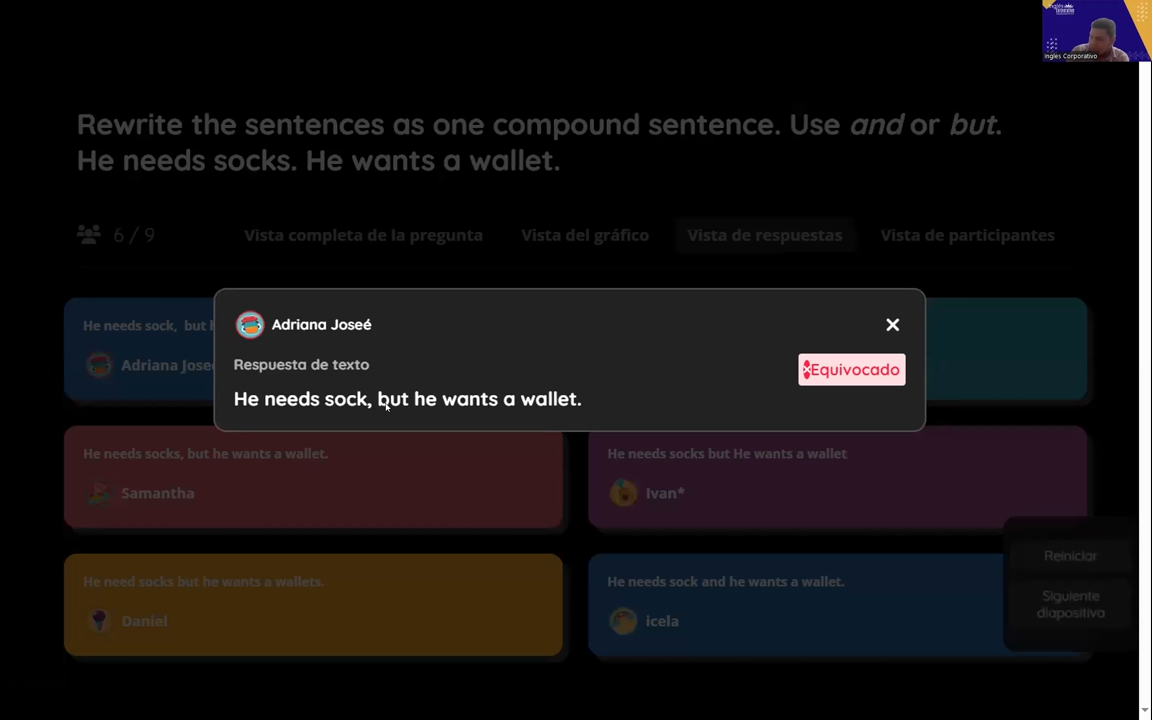 Ingles Corporativo
Rewrite the sentences as one compound sentence. Use and or but.
He needs socks. He wants a wallet.
6 / 9
Vista completa de la pregunta
Vista del gráfico
Vista de respuestas
Vista de participantes
Adriana Joseé
Respuesta de texto
Equivocado
He needs sock, but he wants a wallet.
He needs sock, but
Adriana Jose
He needs socks, but he wants a wallet.
Samantha
He needs socks but He wants a wallet
Ivan*
He need socks but he wants a wallets.
Daniel
He needs sock and he wants a wallet.
icela
Reiniciar
Siguiente
diapositiva